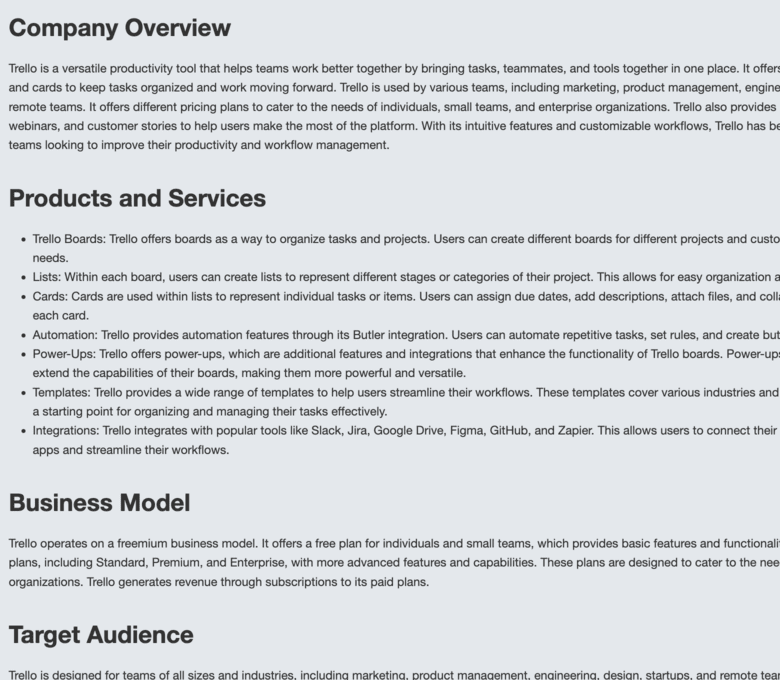 Company Overview
Trello is a versatile productivity tool that helps teams work better together by bringing tasks, teammates, and tools together in one place. It offers
and cards to keep tasks organized and work moving forward. Trello is used by various teams, including marketing, product management, engine
remote teams. It offers different pricing plans to cater to the needs of individuals, small teams, and enterprise organizations. Trello also provides
webinars, and customer stories to help users make the most of the platform. With its intuitive features and customizable workflows, Trello has be
teams looking to improve their productivity and workflow management.
Products and Services
• Trello Boards: Trello offers boards as a way to organize tasks and projects. Users can create different boards for different projects and custo
needs.
• Lists: Within each board, users can create lists to represent different stages or categories of their project. This allows for easy organization a
• Cards: Cards are used within lists to represent individual tasks or items. Users can assign due dates, add descriptions, attach files, and coll
each card.
• Automation: Trello provides automation features through its Butler integration. Users can automate repetitive tasks, set rules, and create but
• Power-Ups: Trello offers power-ups, which are additional features and integrations that enhance the functionality of Trello boards. Power-ups
extend the capabilities of their boards, making them more powerful and versatile.
• Templates: Trello provides a wide range of templates to help users streamline their workflows. These templates cover various industries and
a starting point for organizing and managing their tasks effectively.
• Integrations: Trello integrates with popular tools like Slack, Jira, Google Drive, Figma, GitHub, and Zapier. This allows users to connect their
apps and streamline their workflows.
Business Model
Trello operates on a freemium business model. It offers a free plan for individuals and small teams, which provides basic features and functionali
plans, including Standard, Premium, and Enterprise, with more advanced features and capabilities. These plans are designed to cater to the nee
organizations. Trello generates revenue through subscriptions to its paid plans.
Target Audience
Trello is designed for teams of all sizes and industries, including marketing, product management, engineering, design, startups, and remote tea